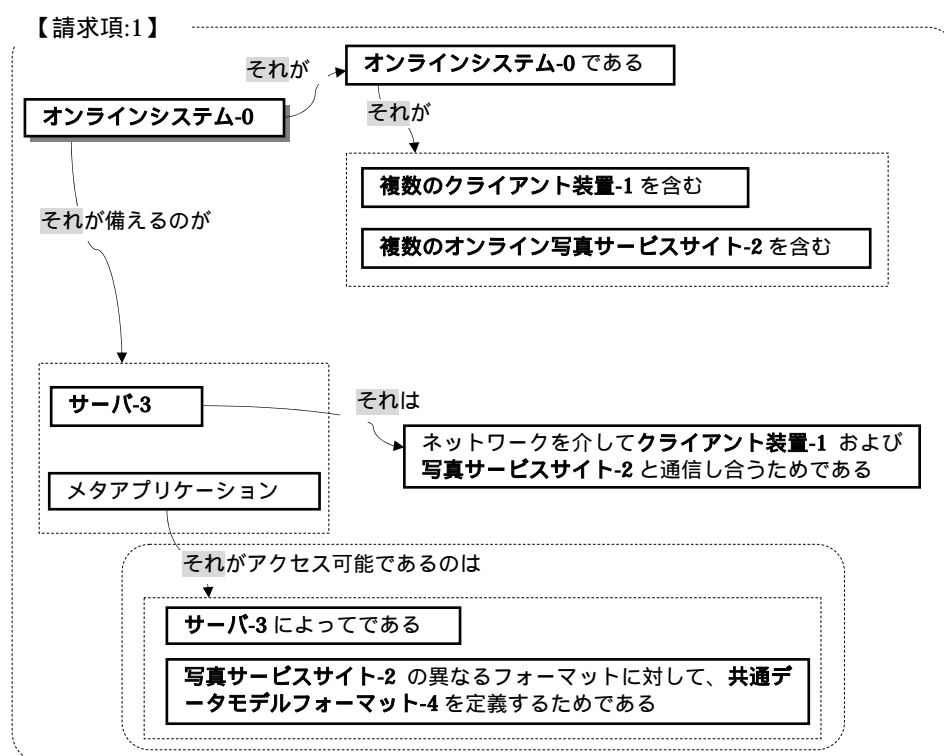 【請求項:1】
それが
オンラインシステム-0 である
オンラインシステム-0
それが
複数のクライアント装置-1 を含む
それが備えるのが
複数のオンライン写真サービスサイト-2 を含む
サーバ-3
それは
ネットワークを介してクライアント装置-1 および
写真サービスサイト-2 と通信し合うためである
メタアプリケーション
それがアクセス可能であるのは
サーバ-3 によってである
写真サービスサイト-2 の異なるフォーマットに対して、共通デ
ータモデルフォーマット-4 を定義するためである